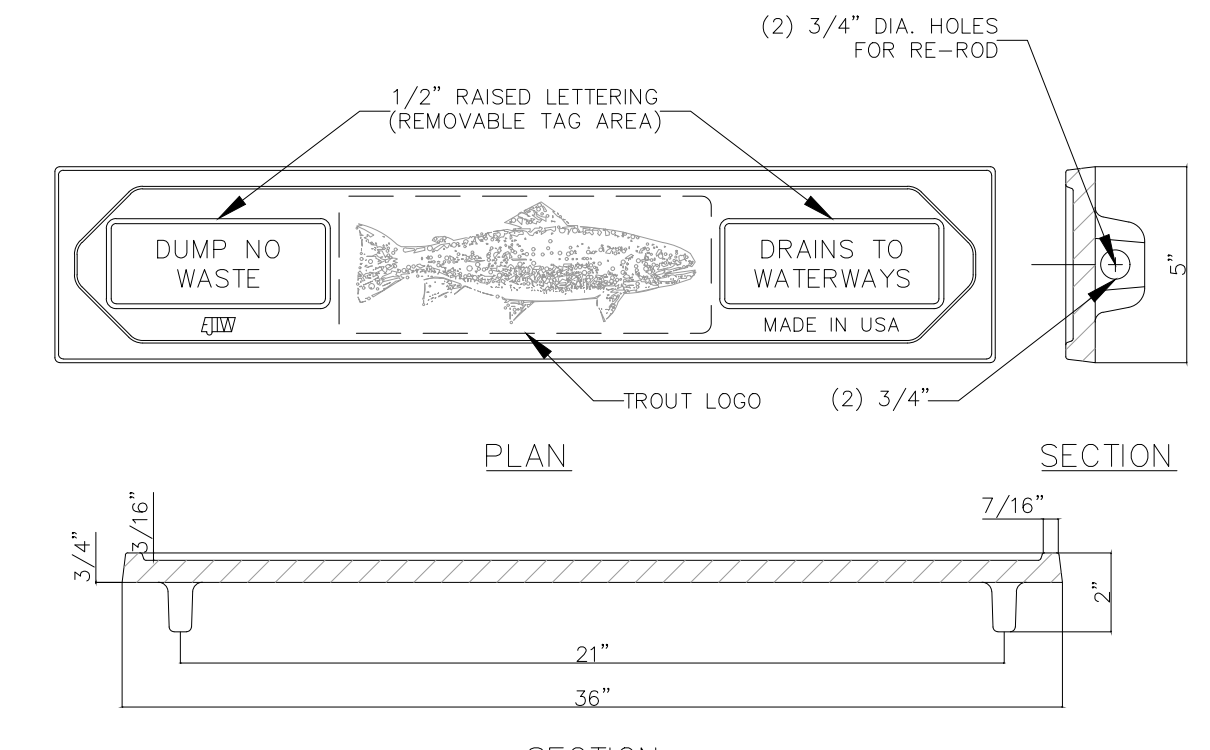 (2) 3/4” DIA. HOLES
FOR RE-ROD
1/2” RAISED LETTERING
(REMOVABLE TAG AREA)
DUMP NO
WASTE
DRAINS TO
WATERWAYS
MADE IN USA
5”
TROUT LOGO
(2) 3/4”
PLAN
SECTION
3/16”
3/4”
7/16”
2”
21”
36”
SECTION